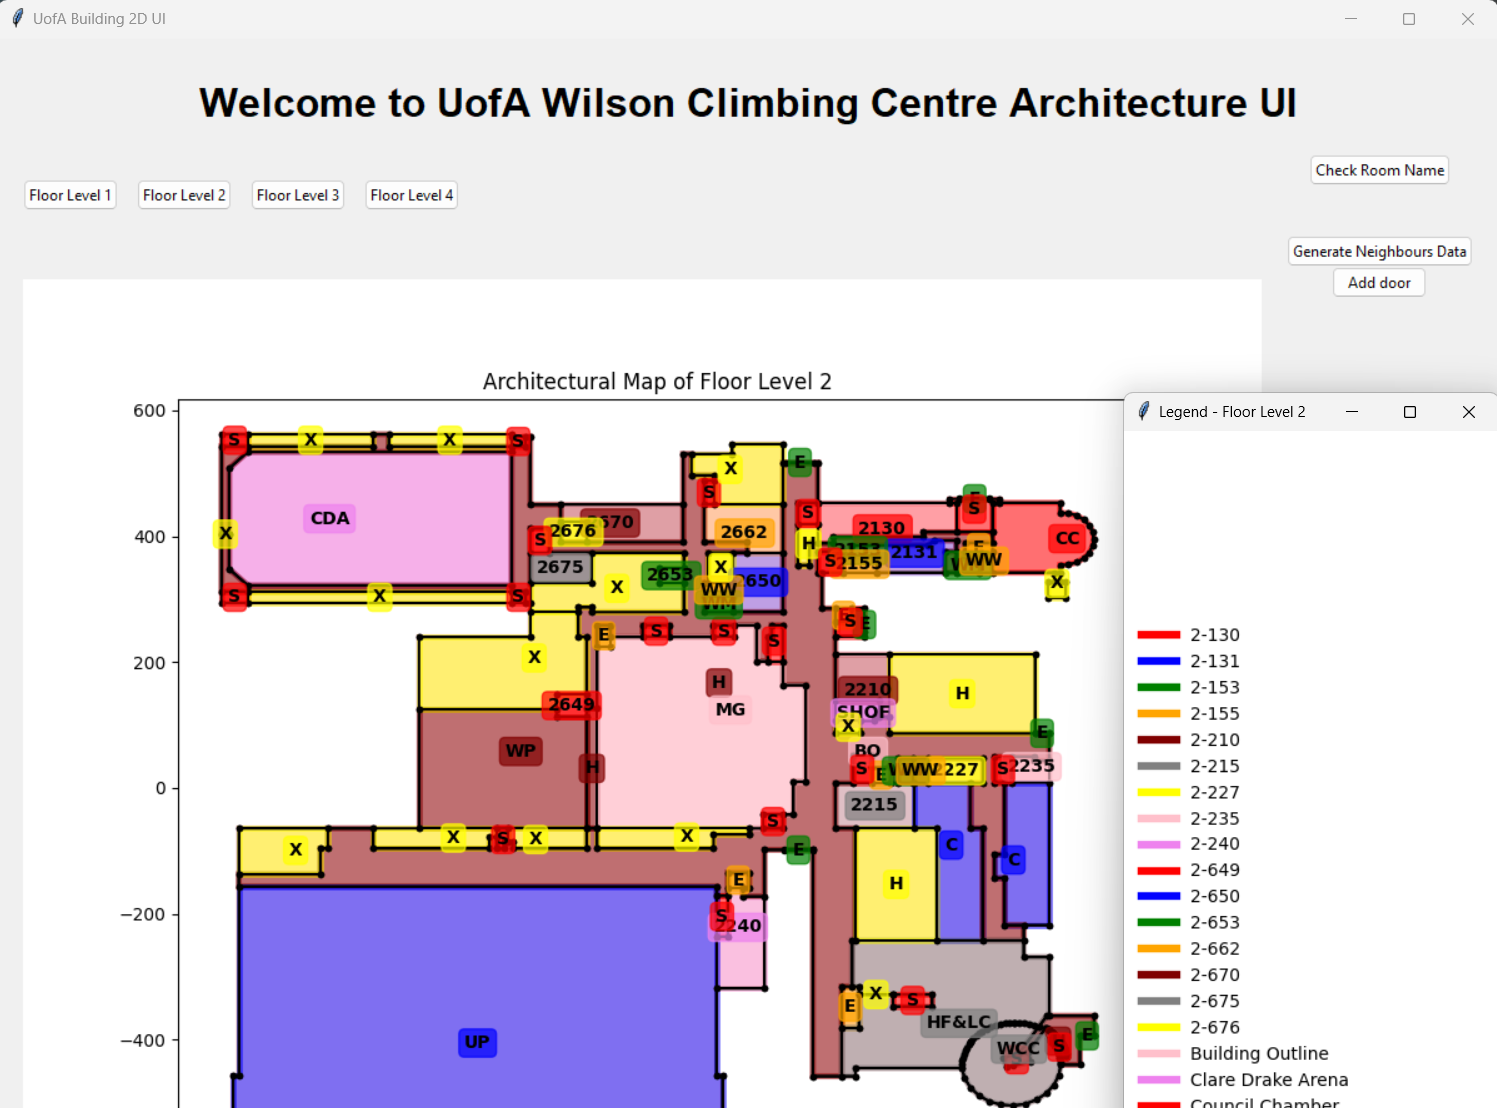 UofA Building 2D UI
Welcome to UofA Wilson Climbing Centre Architecture UI
Check Room Name
Floor Level 1 Floor Level 2 Floor Level 3 Floor Level 4
Generate Neighbours Data
Add door
Architectural Map of Floor Level 2
Legend - Floor Level 2
600
S X X S
E
X
S
CDA
2676
2662
S
2130
S
CC
X
S
H
400
2675
X
2653
X
2650
S
2155
2131
WW
X
S X S
WW
E
S
S
S
S
E
200
X
H
2210
H
2649
MG
SHOF
X
E
WP
BO
0
H
S
E
WW
2227
S
2235
2215
S
X
X
S
X
X
E
C
C
−200
E
H
S
2240
X
S
E
HF&LC
−400
UP
WCC
S
E
2-130
2-131
2-153
2-155
2-210
2-215
2-227
2-235
2-240
2-649
2-650
2-653
2-662
2-670
2-675
2-676
Building Outline
Clare Drake Arena
Council Chamber